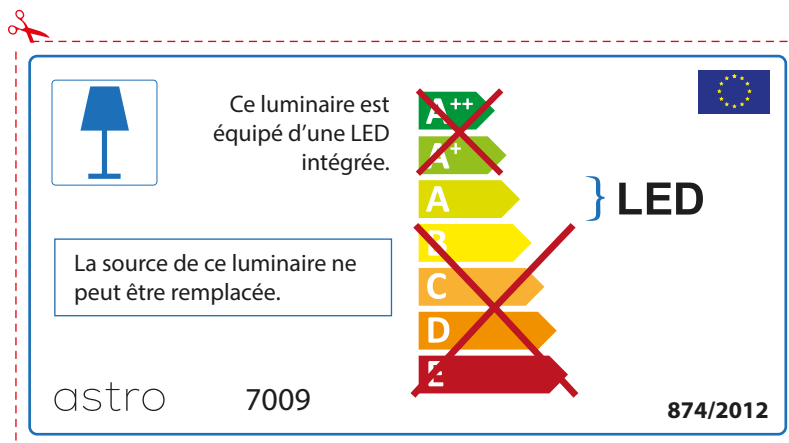 Ce luminaire est
équipé d’une LED
intégrée.
La source de ce luminaire ne
peut être remplacée.
A++
A+
A
B
C
D
E
LED
astro
7009
874/2012